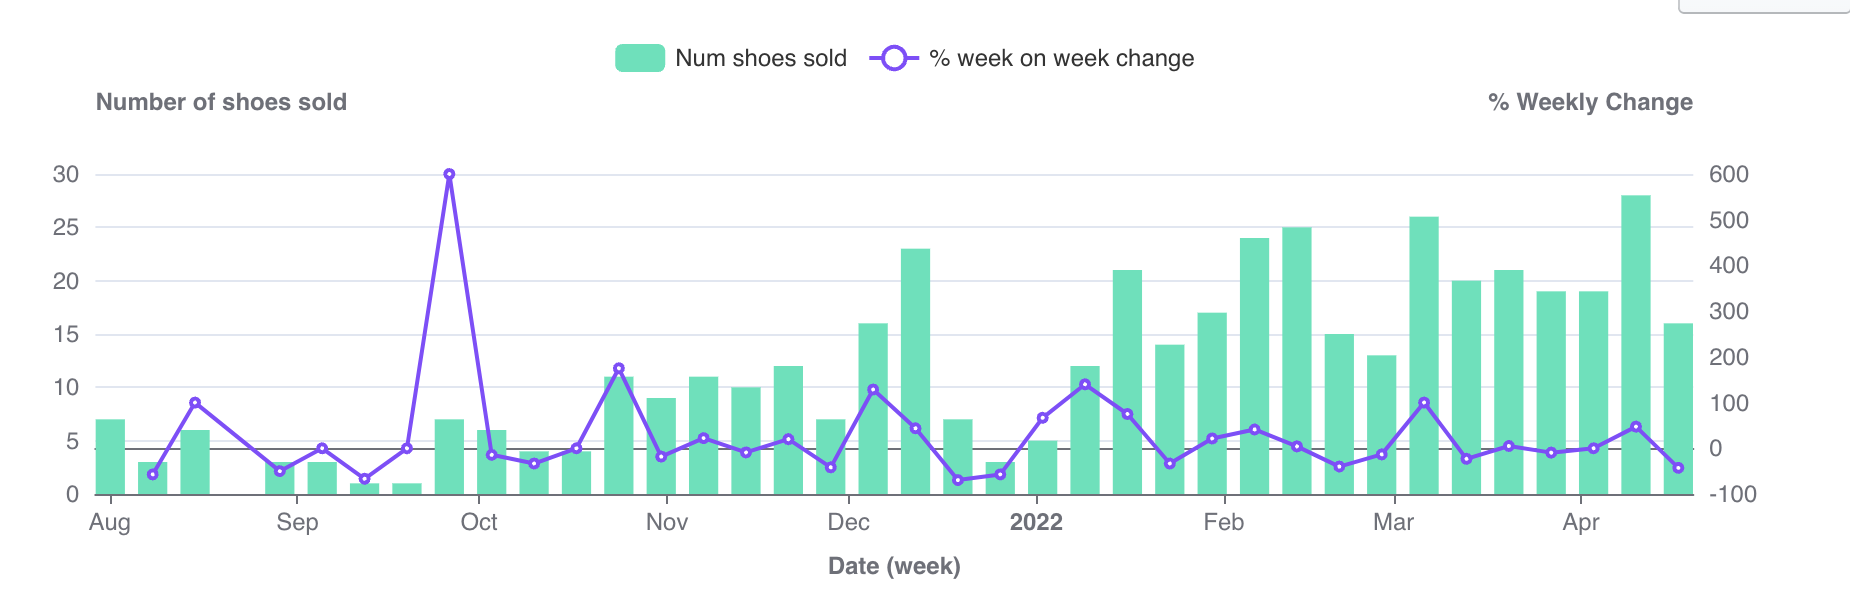 Num shoes sold % week on week change
Number of shoes sold % Weekly Change
30 600
25 500
20 400
15 300
10 200
5 100
0 0
-100
Aug Sep Oct Nov Dec 2022 Feb Mar Apr
Date (week)